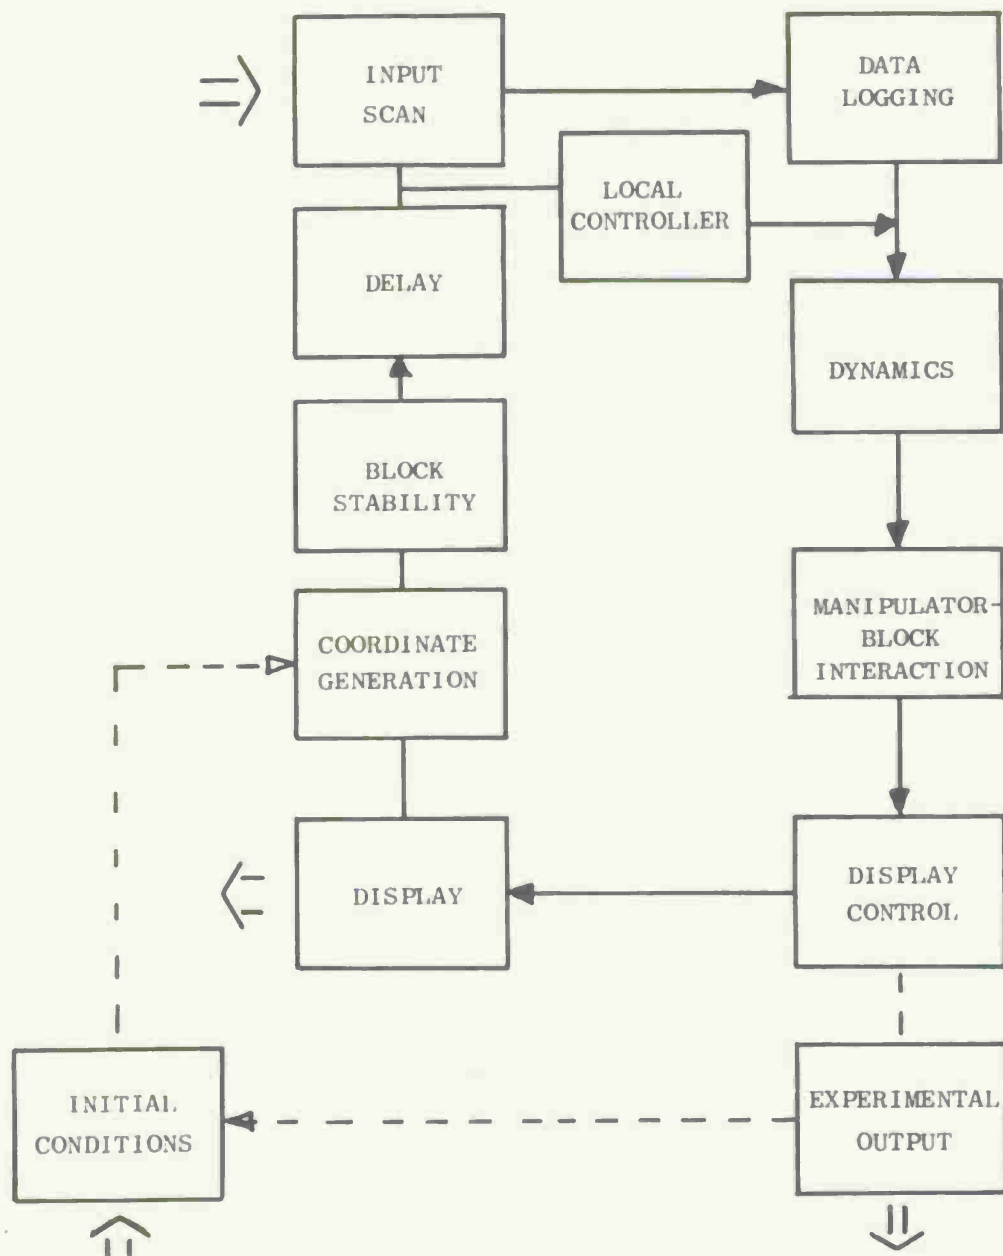 INPUT
SCAN
DATA
LOGGING
LOCAL
CONTROLLER
DELAY
DYNAMICS
BLOCK
STABILITY
MANIPULATOR-
BLOCK
INTERACTION
COORDINATE
GENERATION
DISPLAY
DISPLAY
CONTROL
INITIAL
CONDITIONS
EXPERIMENTAL
OUTPUT